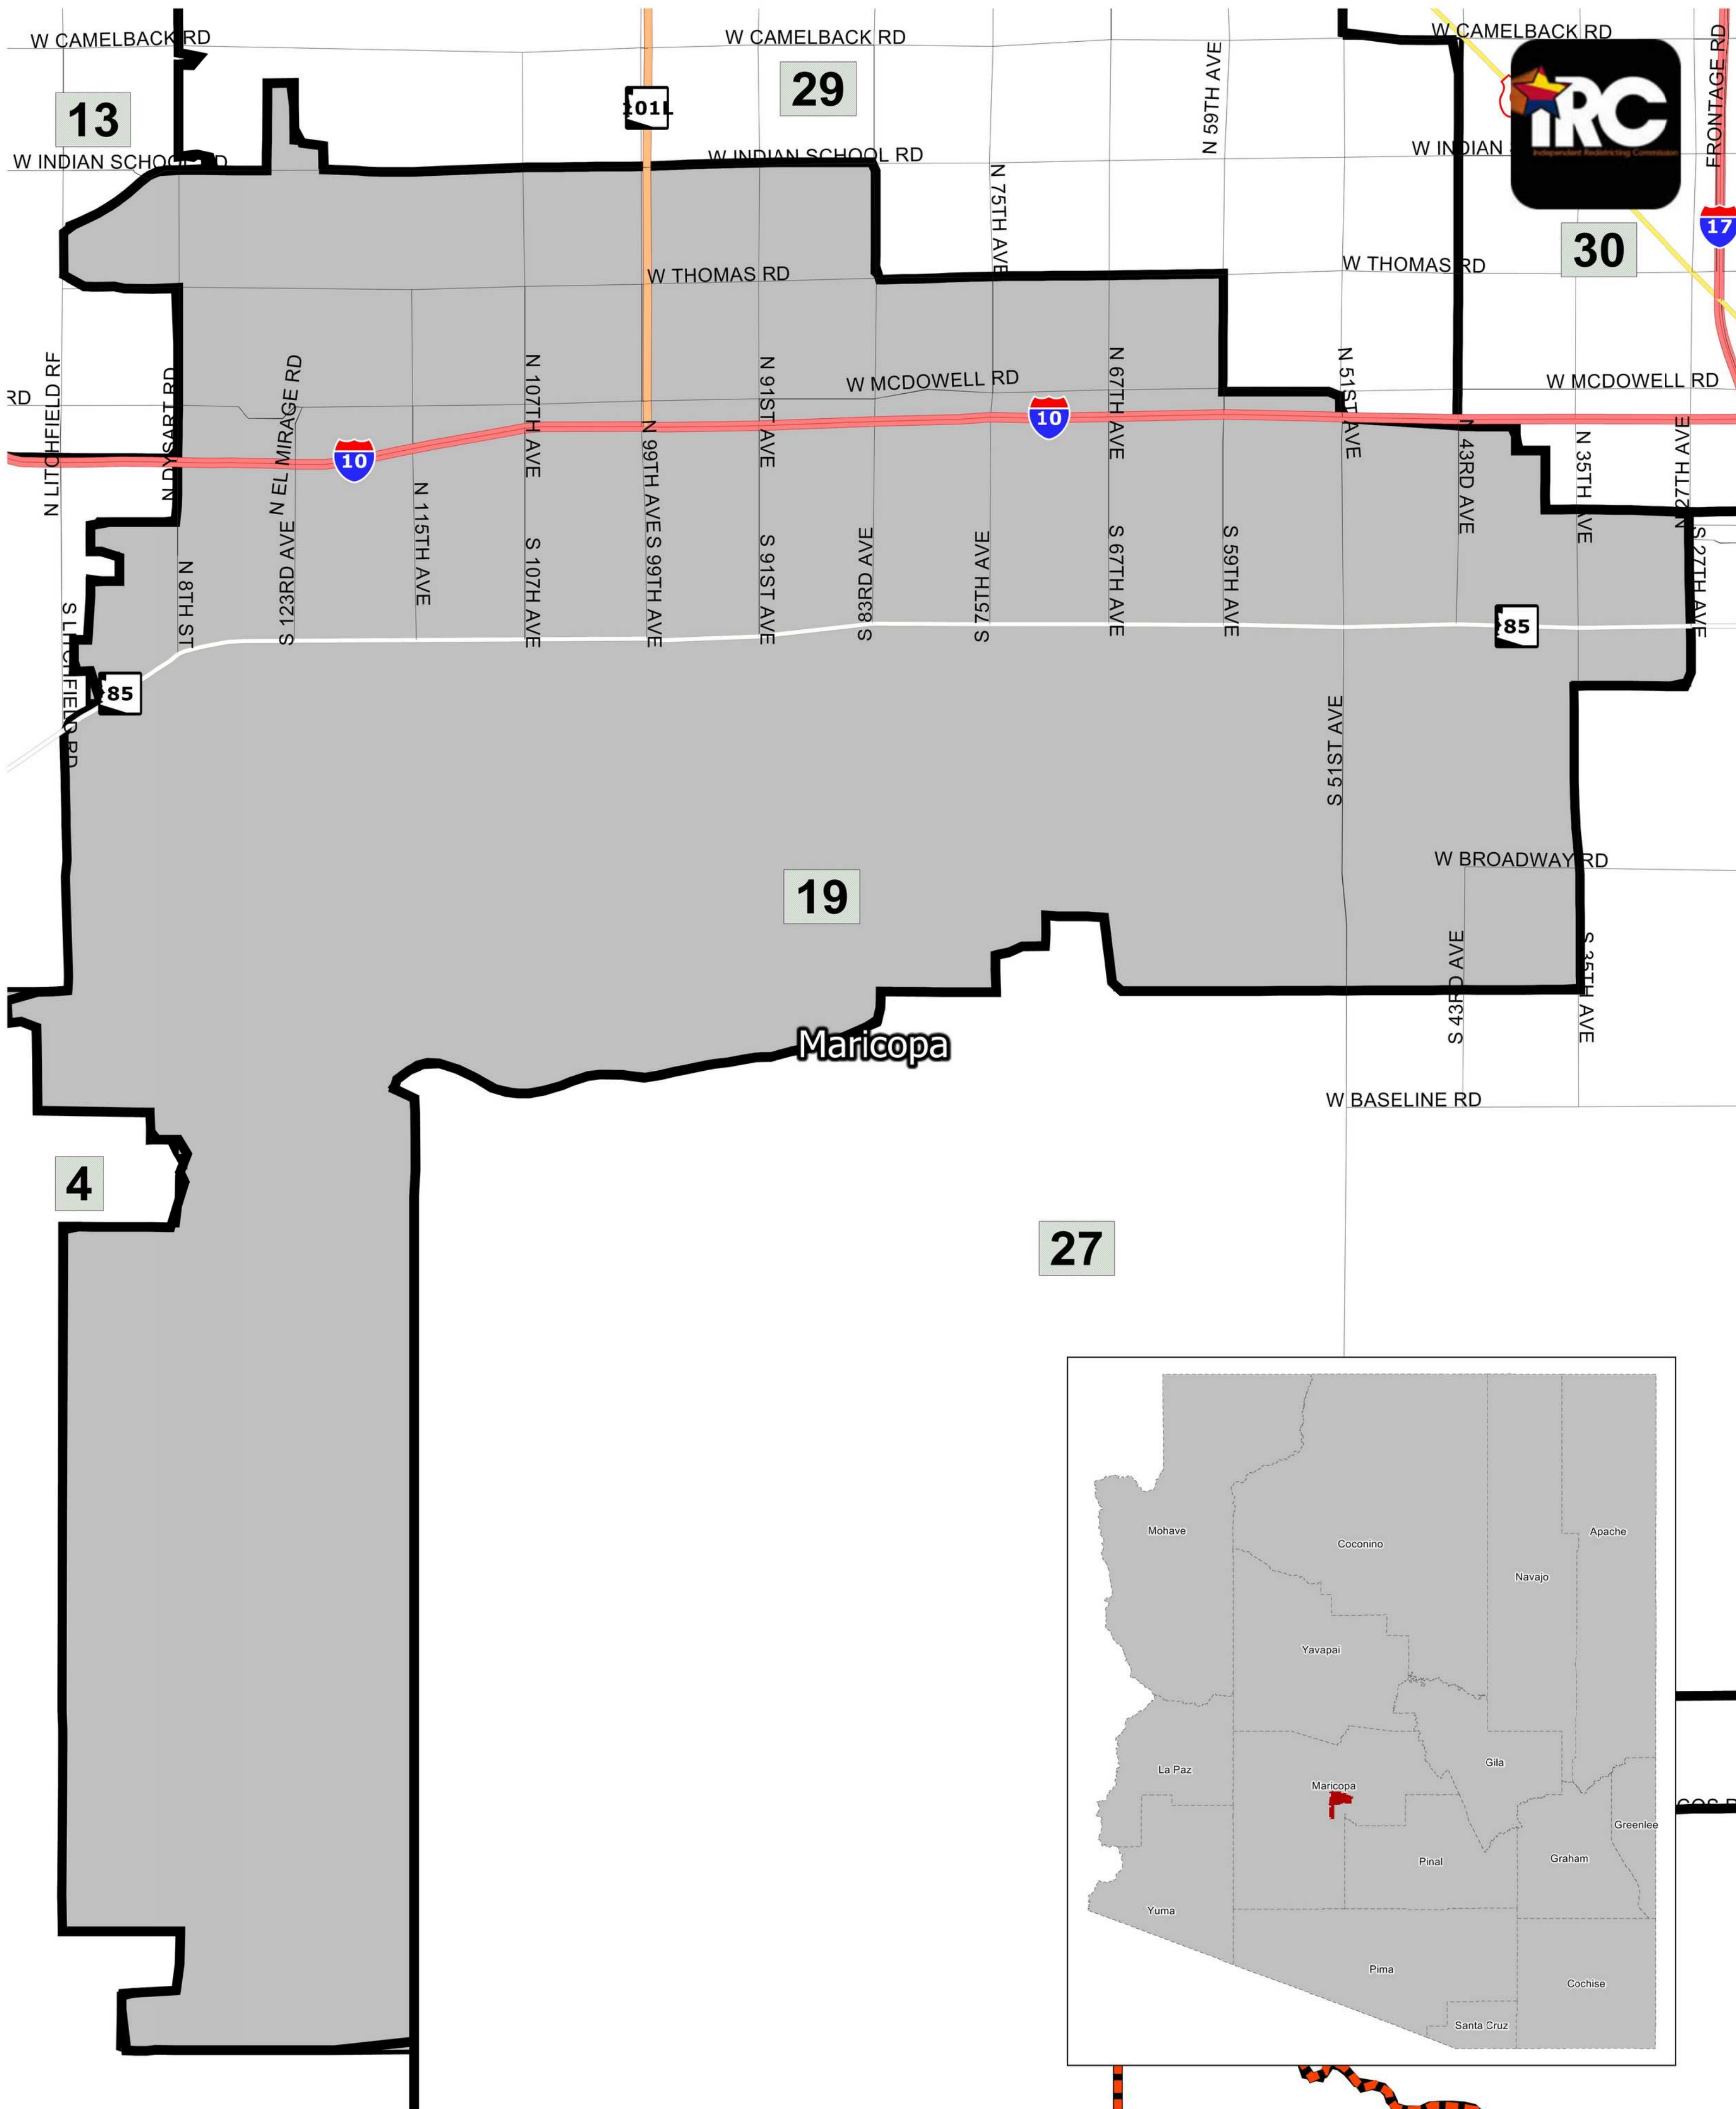 W CAMELBACK RD
W CAMELBACK RD
W CAMELBACK RD
FRONTAGE RD
13
101L
29
N 59TH AVE
iRC
Independent Redistricting Commission
W INDIAN SCHOOL RD
W INDIAN SCHOOL RD
W INDIAN
N 75TH AVE
17
30
W THOMAS RD
W THOMAS RD
N LITCHFIELD RF
N DYSART RD
N EL MIRAGE RD
N 107TH AVE
N 91ST AVE
W MCDOWELL RD
N 67TH AVE
N 51ST AVE
W MCDOWELL RD
RD
10
10
N 99TH AVE
N 43RD AVE
N 35TH AVE
N 27TH AVE
N 115TH AVE
N 8TH ST
S 123RD AVE
S 107TH AVE
S 99TH AVE
S 91ST AVE
S 83RD AVE
S 75TH AVE
S 67TH AVE
S 59TH AVE
S 27TH AVE
S LITCHFIELD RD
85
85
S 51ST AVE
W BROADWAY RD
19
S 43RD AVE
S 35TH AVE
Maricopa
W BASELINE RD
4
27
Mohave
Coconino
Apache
Navajo
Yavapai
La Paz
Maricopa
Gila
Greenlee
Pinal
Graham
Yuma
Pima
Cochise
Santa Cruz